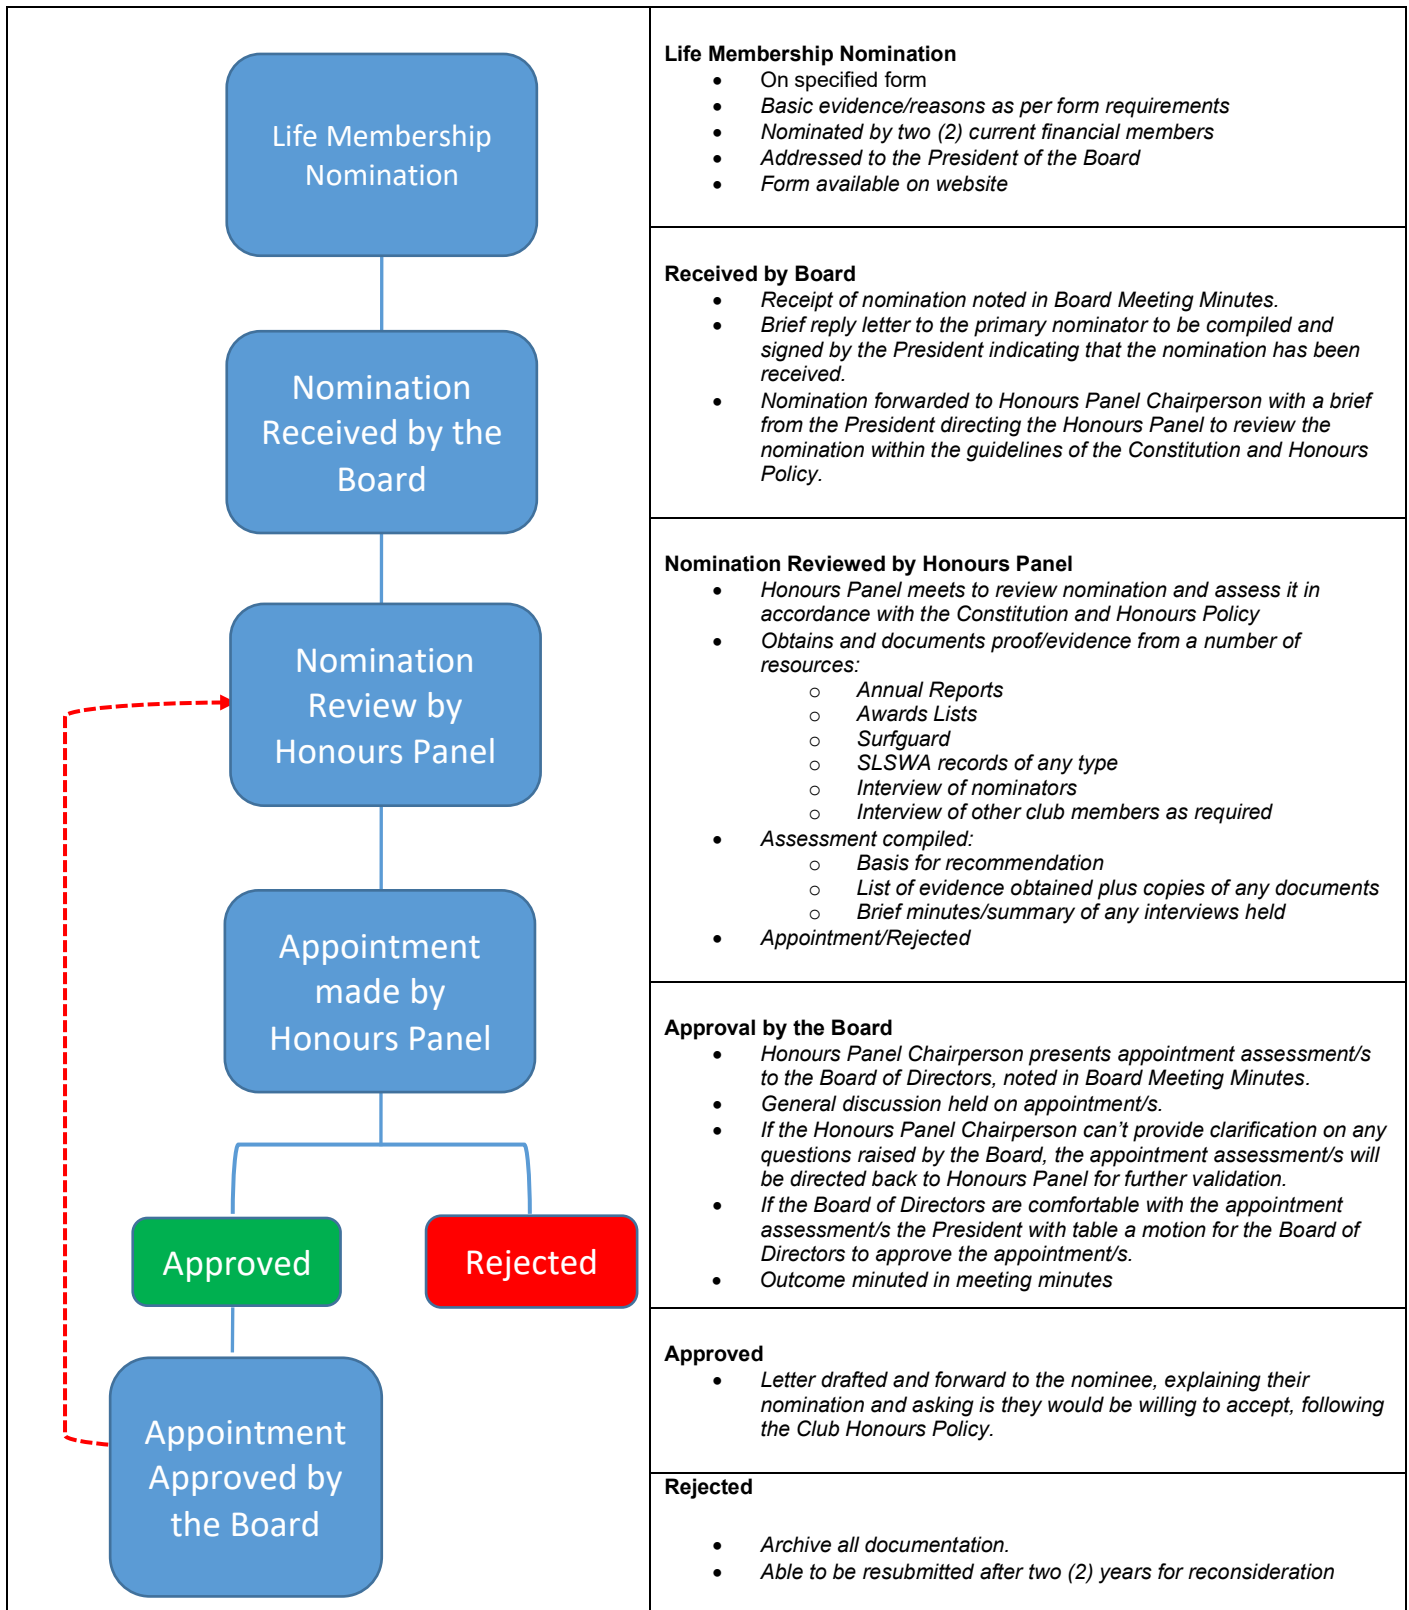 Life Membership
Nomination
Nomination
Received by the
Board
Nomination
Review by
Honours Panel
Appointment
made by
Honours Panel
Approved
Rejected
Appointment
Approved by
the Board
Life Membership Nomination
• On specified form
• Basic evidence/reasons as per form requirements
• Nominated by two (2) current financial members
• Addressed to the President of the Board
• Form available on website
Received by Board
• Receipt of nomination noted in Board Meeting Minutes.
• Brief reply letter to the primary nominator to be compiled and
signed by the President indicating that the nomination has been
received.
• Nomination forwarded to Honours Panel Chairperson with a brief
from the President directing the Honours Panel to review the
nomination within the guidelines of the Constitution and Honours
Policy.
Nomination Reviewed by Honours Panel
• Honours Panel meets to review nomination and assess it in
accordance with the Constitution and Honours Policy
• Obtains and documents proof/evidence from a number of
resources:
o Annual Reports
o Awards Lists
o Surfguard
o SLSWA records of any type
o Interview of nominators
o Interview of other club members as required
• Assessment compiled:
o Basis for recommendation
o List of evidence obtained plus copies of any documents
o Brief minutes/summary of any interviews held
• Appointment/Rejected
Approval by the Board
• Honours Panel Chairperson presents appointment assessment/s
to the Board of Directors, noted in Board Meeting Minutes.
• General discussion held on appointment/s.
• If the Honours Panel Chairperson can’t provide clarification on any
questions raised by the Board, the appointment assessment/s will
be directed back to Honours Panel for further validation.
• If the Board of Directors are comfortable with the appointment
assessment/s the President with table a motion for the Board of
Directors to approve the appointment/s.
• Outcome minuted in meeting minutes
Approved
• Letter drafted and forward to the nominee, explaining their
nomination and asking is they would be willing to accept, following
the Club Honours Policy.
Rejected
• Archive all documentation.
• Able to be resubmitted after two (2) years for reconsideration